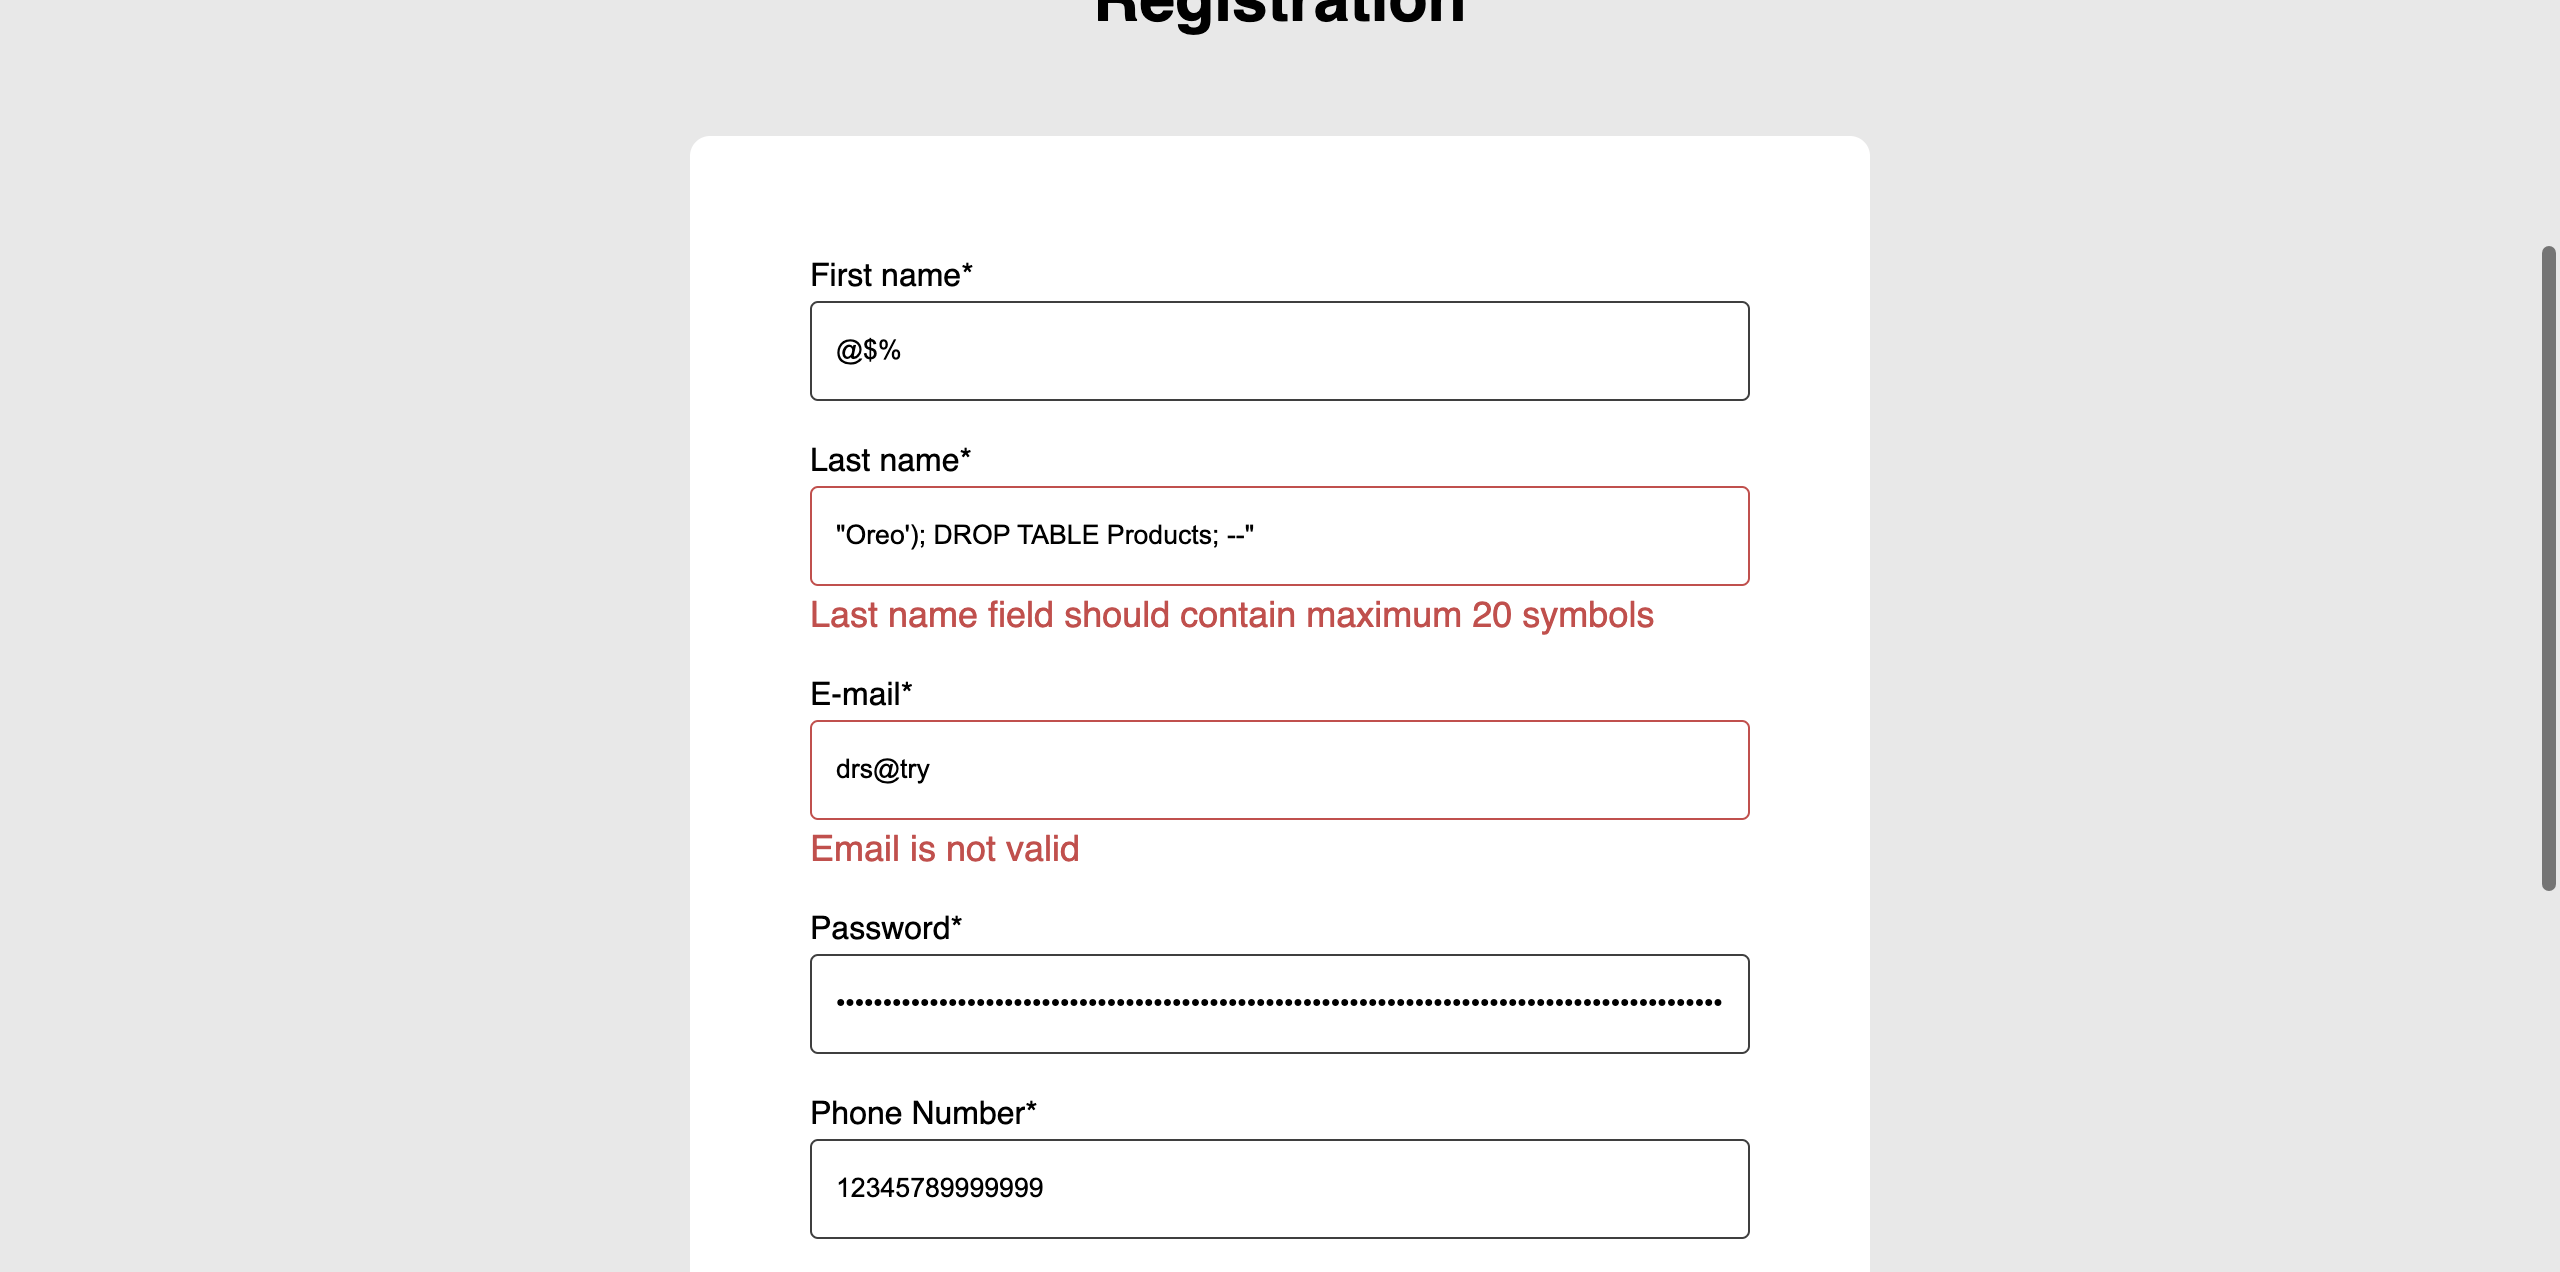 Registration
First name*
@$%
Last name*
"Oreo'); DROP TABLE Products; --"
Last name field should contain maximum 20 symbols
E-mail*
drs@try
Email is not valid
Password*
Phone Number*
12345789999999